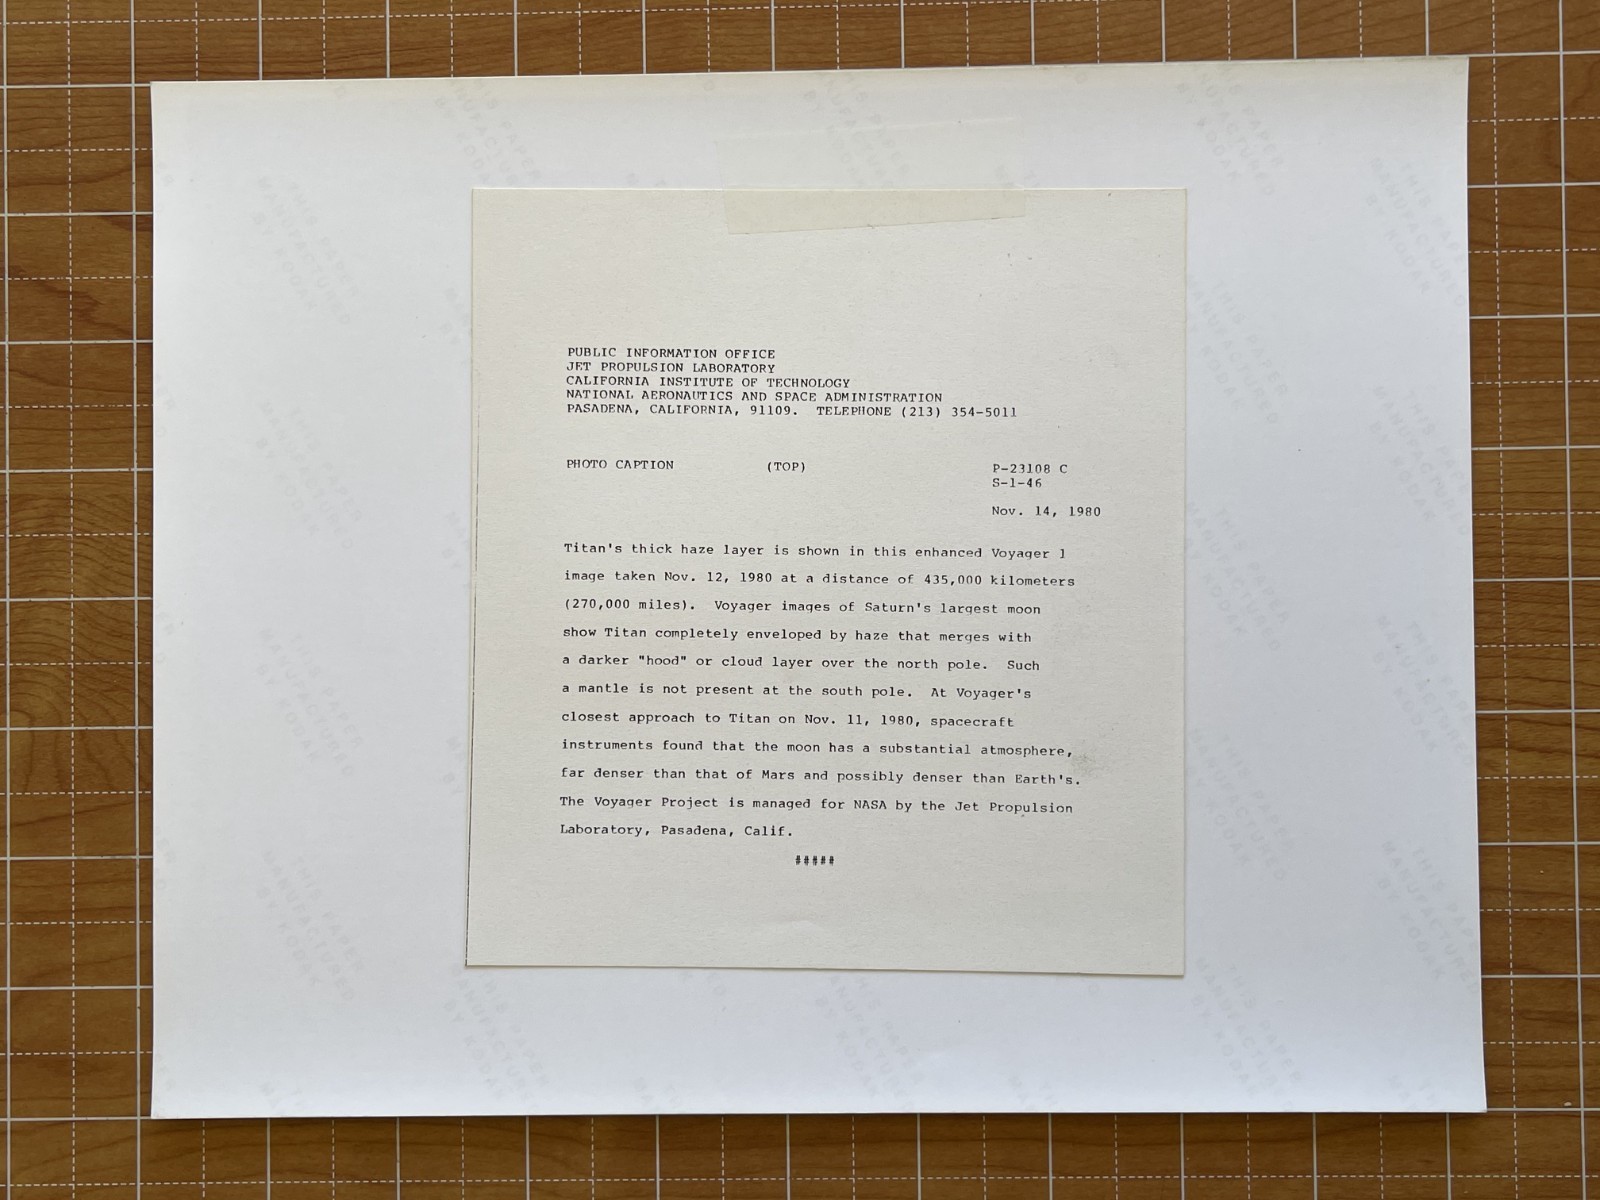 PUBLIC INFORMATION OFFICE
JET PROPULSION LABORATORY
CALIFORNIA INSTITUTE OF TECHNOLOGY
NATIONAL AERONAUTICS AND SPACE ADMINISTRATION
PASADENA, CALIFORNIA, 91109. TELEPHONE (213) 354-5011
PHOTO CAPTION (TOP) P-23108 C
S-1-46
Nov. 14, 1980
Titan's thick haze layer is shown in this enhanced Voyager 1
image taken Nov. 12, 1980 at a distance of 435,000 kilometers
(270,000 miles). Voyager images of Saturn's largest moon
show Titan completely enveloped by haze that merges with
a darker "hood" or cloud layer over the north pole. Such
a mantle is not present at the south pole. At Voyager's
closest approach to Titan on Nov. 11, 1980, spacecraft
instruments found that the moon has a substantial atmosphere,
far denser than that of Mars and possibly denser than Earth's.
The Voyager Project is managed for NASA by the Jet Propulsion
Laboratory, Pasadena, Calif.
#####
THIS PAPER
MANUFACTURED
BY KODAK